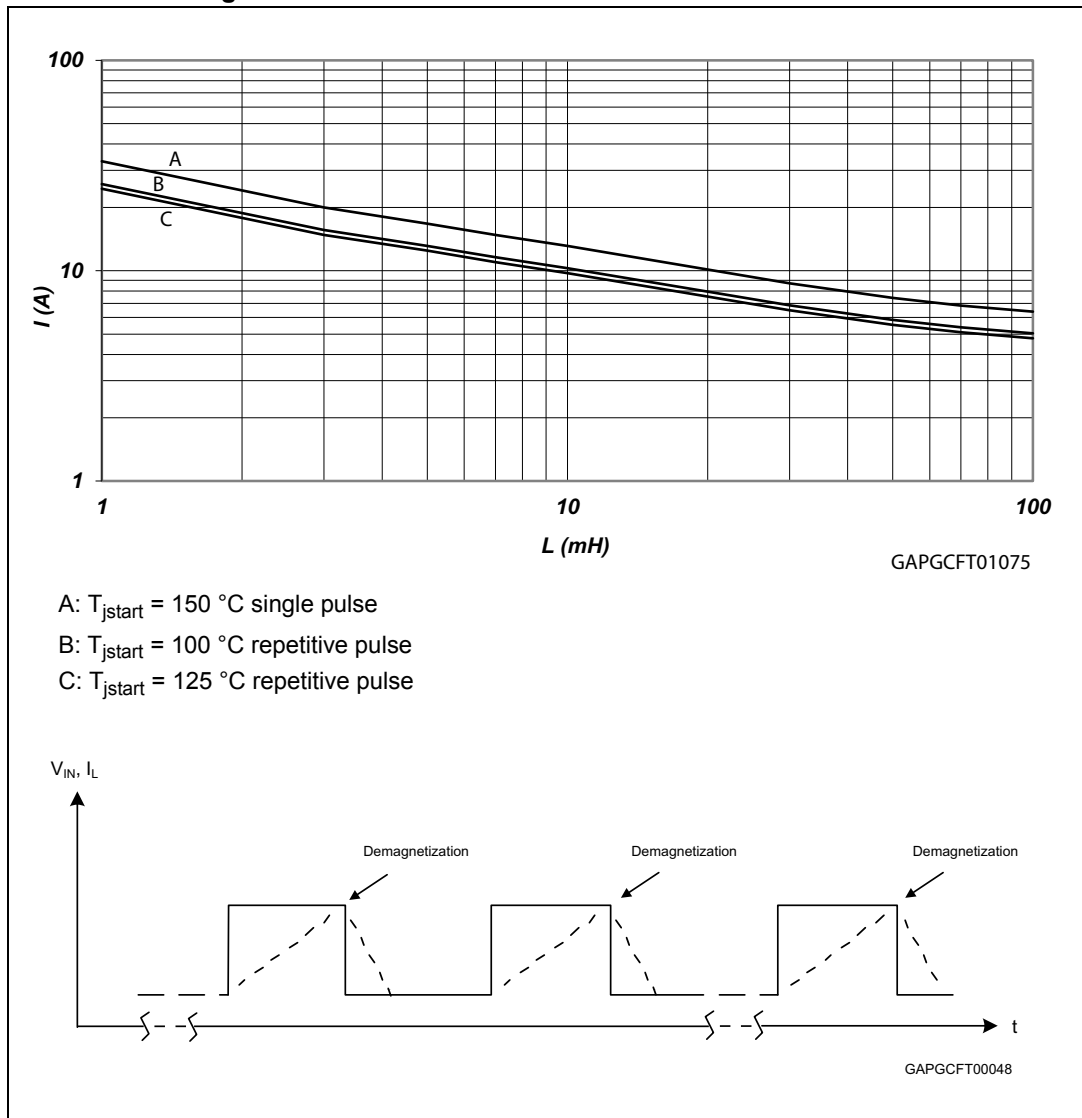 100
A
B
C
10
I (A)
1
1
10
100
L (mH)
GAPGCFT01075
A: Tjstart = 150 °C single pulse
B: Tjstart = 100 °C repetitive pulse
C: Tjstart = 125 °C repetitive pulse
VIN, IL
Demagnetization
Demagnetization
Demagnetization
t
GAPGCFT00048